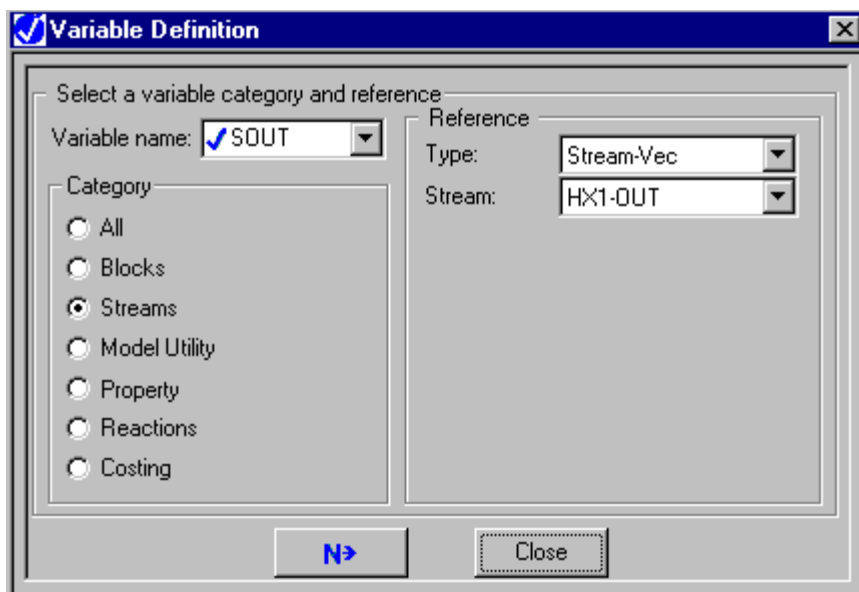 Variable Definition
Select a variable category and reference
Variable name: SOUT
Category
All
Blocks
Streams
Model Utility
Property
Reactions
Costing
Reference
Type: Stream-Vec
Stream: HX1-OUT
N
Close